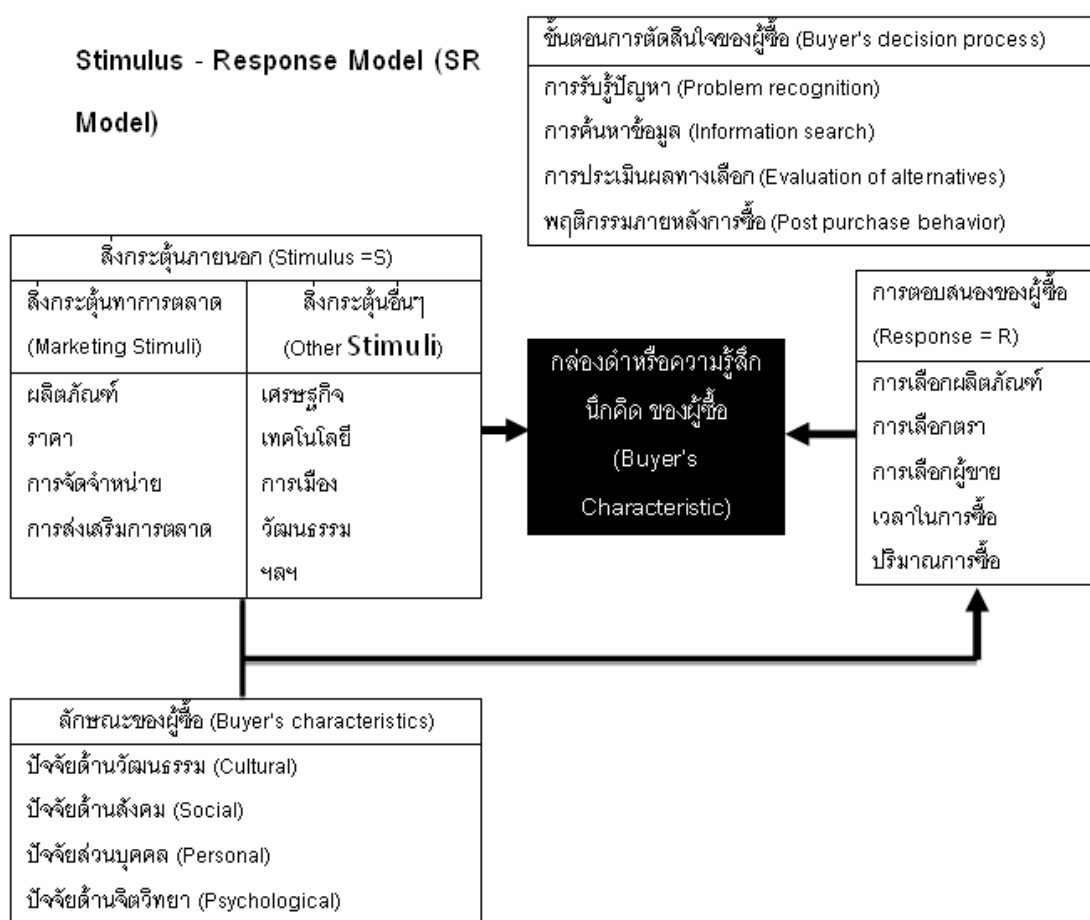 Stimulus - Response Model (SR
Model)
ขั้นตอนการตัดสินใจของผู้ซื้อ (Buyer's decision process)
การรับรู้ปัญหา (Problem recognition)
การค้นหาข้อมูล (Information search)
การประเมินผลทางเลือก (Evaluation of alternatives)
พฤติกรรมภายหลังการซื้อ (Post purchase behavior)
สิ่งกระตุ้นภายนอก (Stimulus =S)
สิ่งกระตุ้นทาการตลาด
(Marketing Stimuli)
สิ่งกระตุ้นอื่นๆ
(Other Stimuli)
ผลิตภัณฑ์
ราคา
การจัดจำหน่าย
การส่งเสริมการตลาด
เศรษฐกิจ
เทคโนโลยี
การเมือง
วัฒนธรรม
ฯลฯ
กล่องดำหรือความรู้สึก
นึกคิด ของผู้ซื้อ
(Buyer's
Characteristic)
การตอบสนองของผู้ซื้อ
(Response = R)
การเลือกผลิตภัณฑ์
การเลือกตรา
การเลือกผู้ขาย
เวลาในการซื้อ
ปริมาณการซื้อ
ลักษณะของผู้ซื้อ (Buyer's characteristics)
ปัจจัยด้านวัฒนธรรม (Cultural)
ปัจจัยด้านสังคม (Social)
ปัจจัยส่วนบุคคล (Personal)
ปัจจัยด้านจิตวิทยา (Psychological)